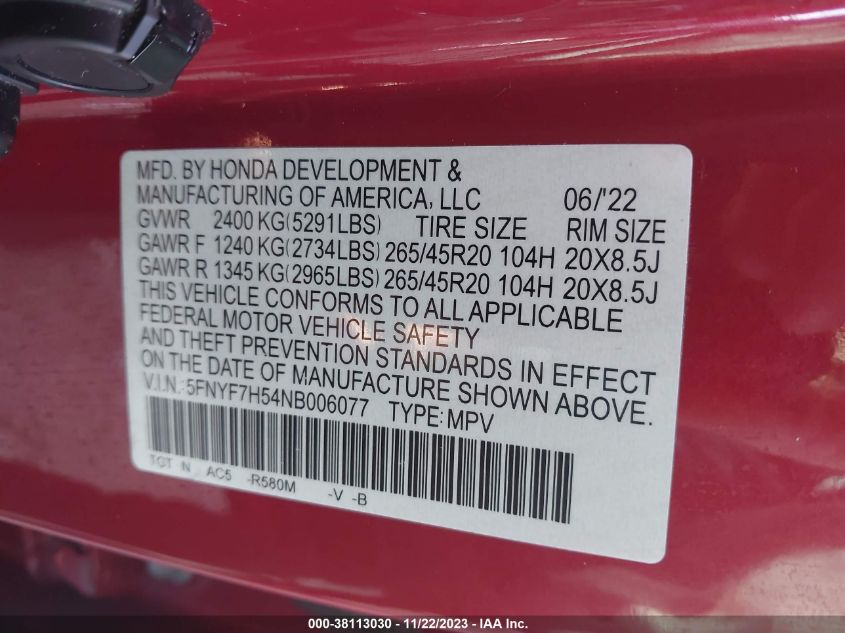 MFD. BY HONDA DEVELOPMENT &
MANUFACTURING OF AMERICA, LLC 06/'22
GVWR 2400 KG(5291LBS) TIRE SIZE RIM SIZE
GAWR F 1240 KG(2734LBS) 265/45R20 104H 20X8.5J
GAWR R 1345 KG(2965LBS) 265/45R20 104H 20X8.5J
THIS VEHICLE CONFORMS TO ALL APPLICABLE
FEDERAL MOTOR VEHICLE SAFETY
AND THEFT PREVENTION STANDARDS IN EFFECT
ON THE DATE OF MANUFACTURE SHOWN ABOVE.
V.I.N.: 5FNYF7H54NB006077 TYPE: MPV
TGT N AC5 -R580M -V -B
000-38113030 - 11/22/2023 - IAA, Inc.